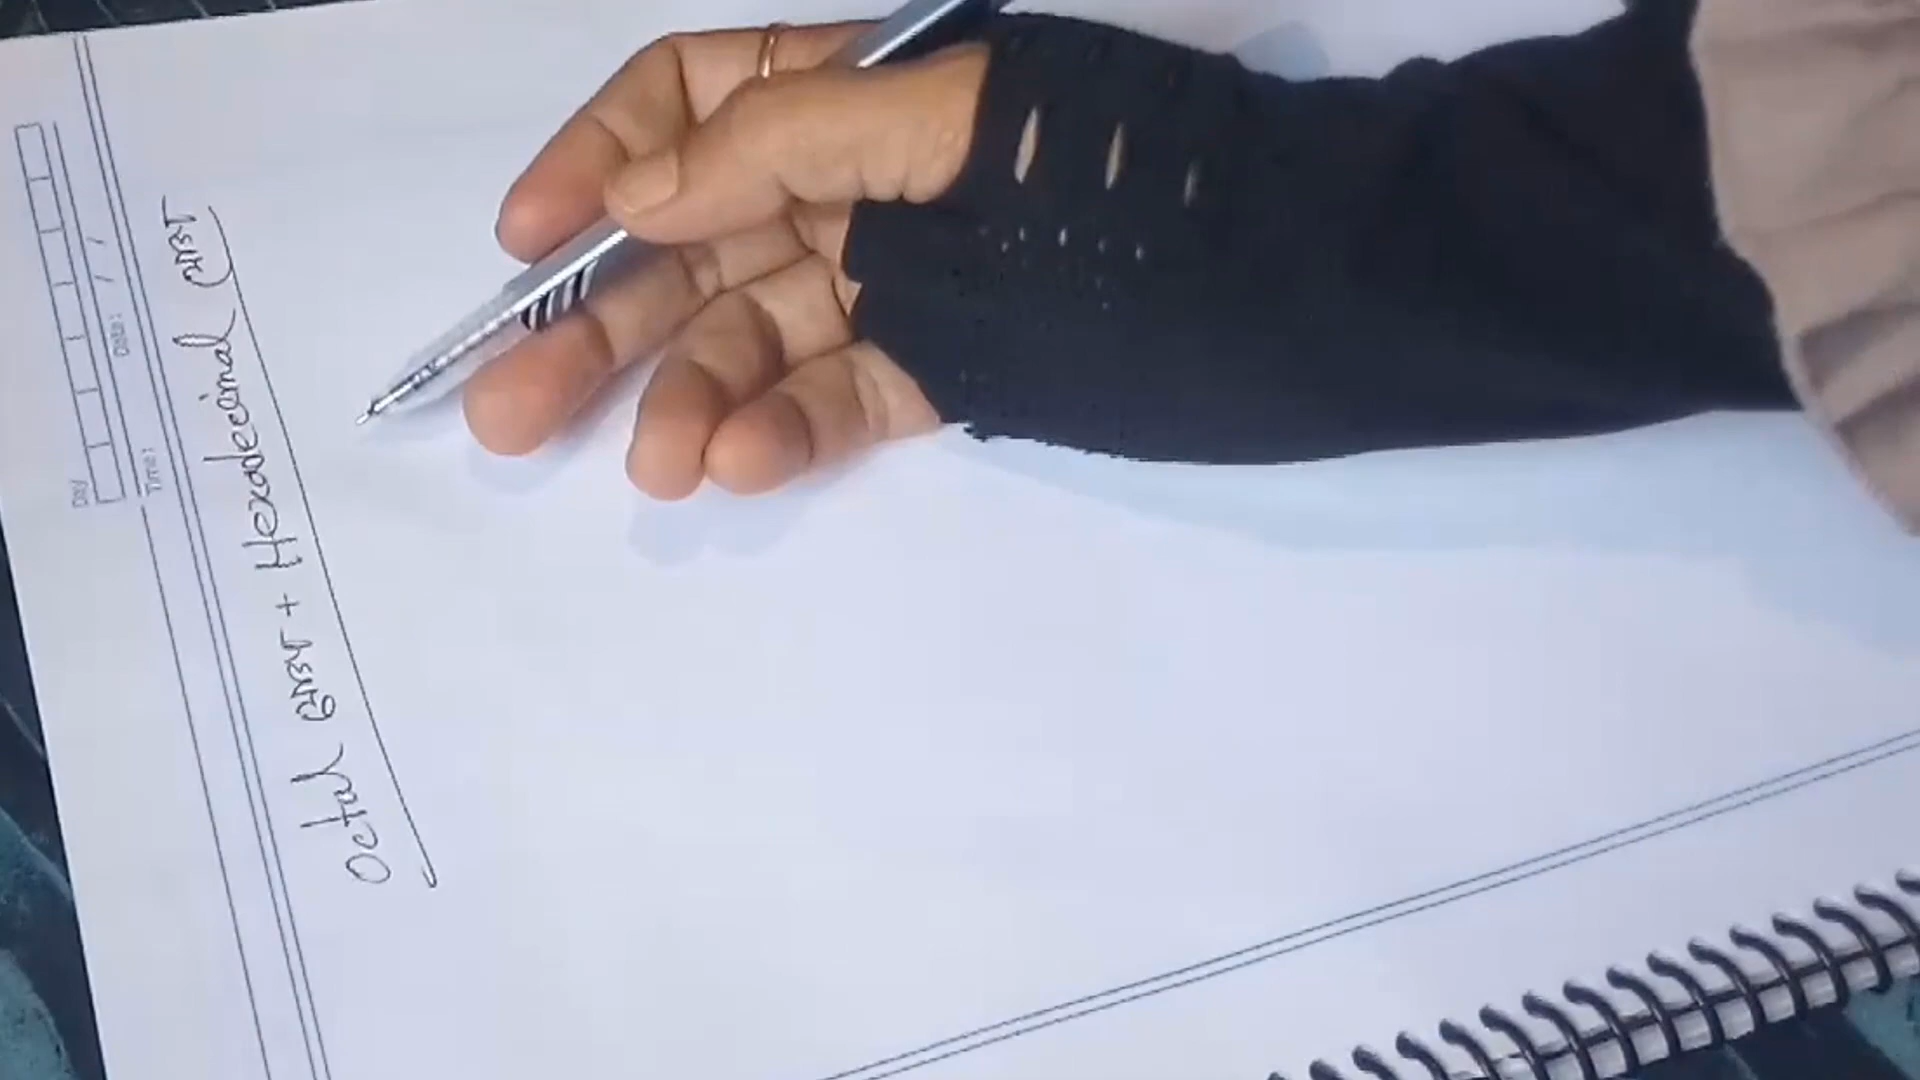 Day
Time:
Date: / /
Octal + Hexadecimal যোগ